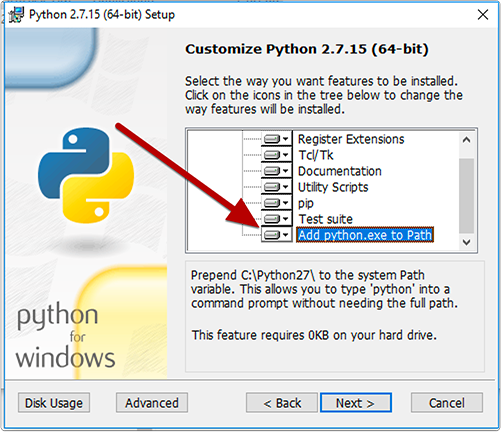 Python 2.7.15 (64-bit) Setup
Customize Python 2.7.15 (64-bit)
Select the way you want features to be installed.
Click on the icons in the tree below to change the
way features will be installed.
Register Extensions
Tcl/Tk
Documentation
Utility Scripts
pip
Test suite
Add python.exe to Path
Prepend C:\Python27\ to the system Path
variable. This allows you to type 'python' into a
command prompt without needing the full path.
This feature requires 0KB on your hard drive.
python
for
windows
Disk Usage
Advanced
< Back
Next >
Cancel